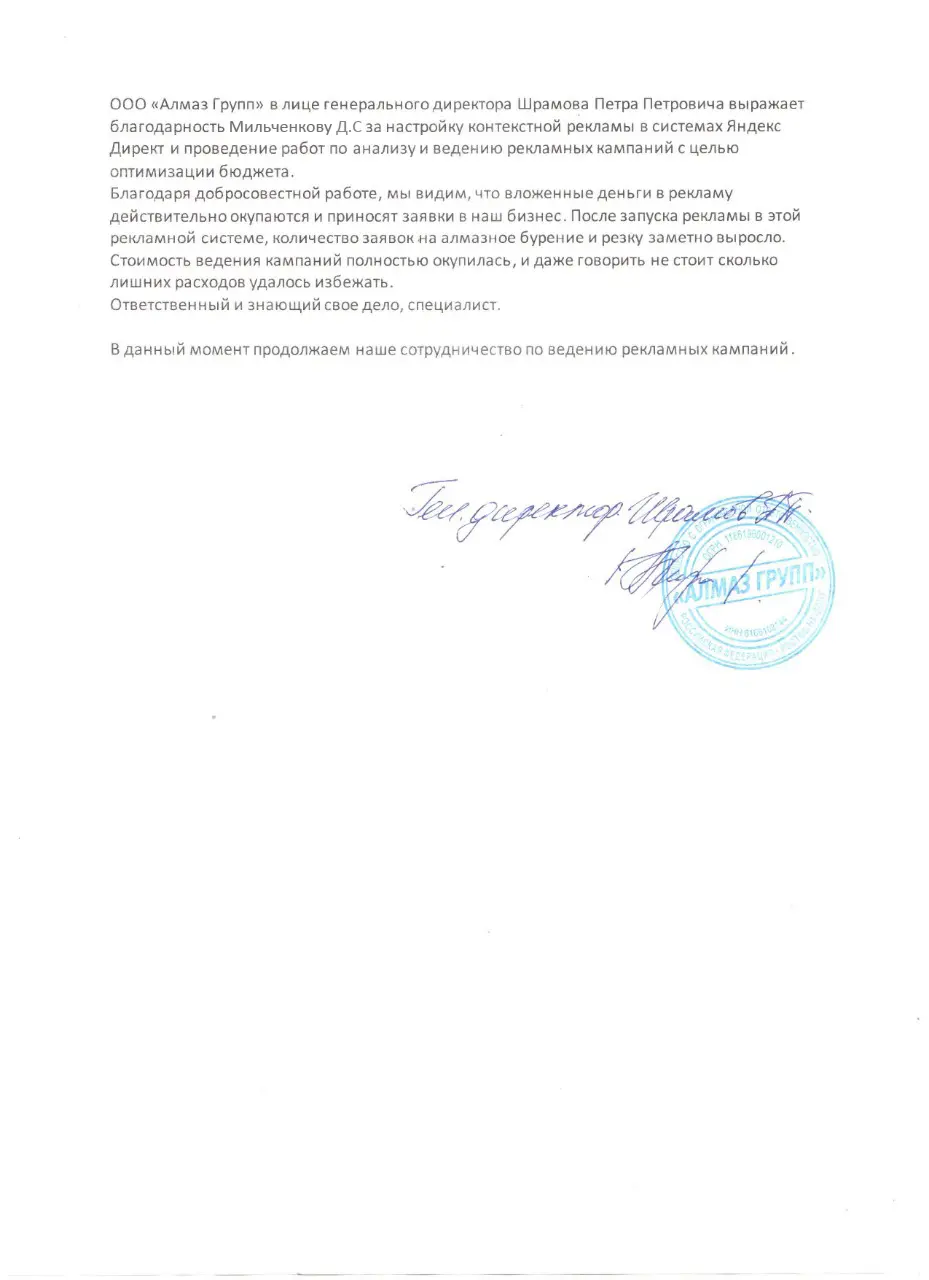 ООО «Алмаз Групп» в лице генерального директора Шрамова Петра Петровича выражает
благодарность Мильченкову Д.С за настройку контекстной рекламы в системах Яндекс
Директ и проведение работ по анализу и ведению рекламных кампаний с целью
оптимизации бюджета.
Благодаря добросовестной работе, мы видим, что вложенные деньги в рекламу
действительно окупаются и приносят заявки в наш бизнес. После запуска рекламы в этой
рекламной системе, количество заявок на алмазное бурение и резку заметно выросло.
Стоимость ведения кампаний полностью окупилась, и даже говорить не стоит сколько
лишних расходов удалось избежать.
Ответственный и знающий свое дело, специалист.
В данный момент продолжаем наше сотрудничество по ведению рекламных кампаний.
Ген. директор Шрамов П.П.
ОГРН
«АЛМАЗ ГРУПП»
ИНН
РОССИЙСКАЯ ФЕДЕРАЦИЯ